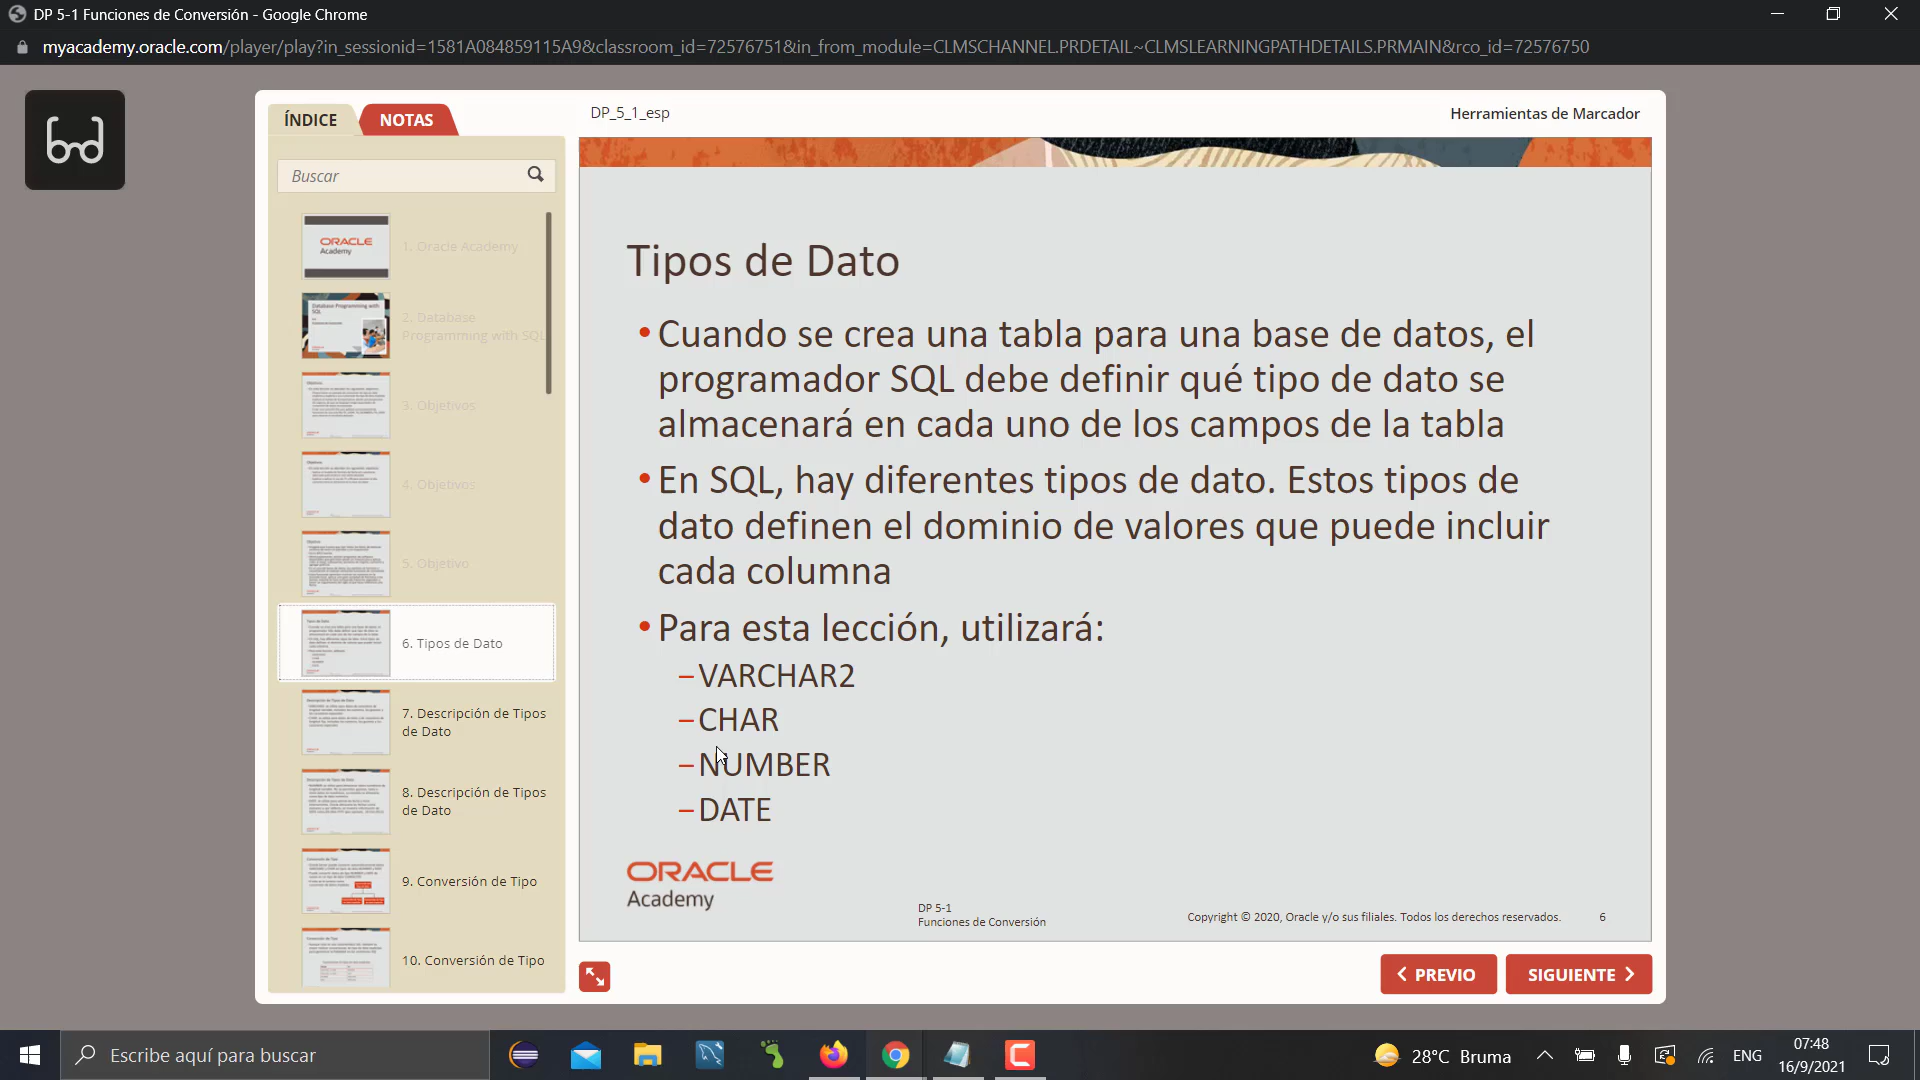 DP 5-1 Funciones de Conversión - Google Chrome
myacademy.oracle.com/player/play?in_sessionid=1581A084859115A9&classroom_id=72576751&in_from_module=CLMSCHANNEL.PRDETAIL~CLMSLEARNINGPATHDETAILS.PRMAIN&rco_id=72576750
ÍNDICE
NOTAS
DP_5_1_esp
Herramientas de Marcador
Buscar
ORACLE
Academy
1. Oracle Academy
Database Programming with
SQL
2. Database
Programming with SQL
3. Objetivos
4. Objetivos
5. Objetivo
6. Tipos de Dato
7. Descripción de Tipos
de Dato
8. Descripción de Tipos
de Dato
9. Conversión de Tipo
10. Conversión de Tipo
Tipos de Dato
•Cuando se crea una tabla para una base de datos, el
programador SQL debe definir qué tipo de dato se
almacenará en cada uno de los campos de la tabla
•En SQL, hay diferentes tipos de dato. Estos tipos de
dato definen el dominio de valores que puede incluir
cada columna
•Para esta lección, utilizará:
–VARCHAR2
–CHAR
–NUMBER
–DATE
ORACLE
Academy
DP 5-1
Funciones de Conversión
Copyright © 2020, Oracle y/o sus filiales. Todos los derechos reservados.
6
PREVIO
SIGUIENTE
Escribe aquí para buscar
28°C Bruma
ENG
07:48
16/9/2021